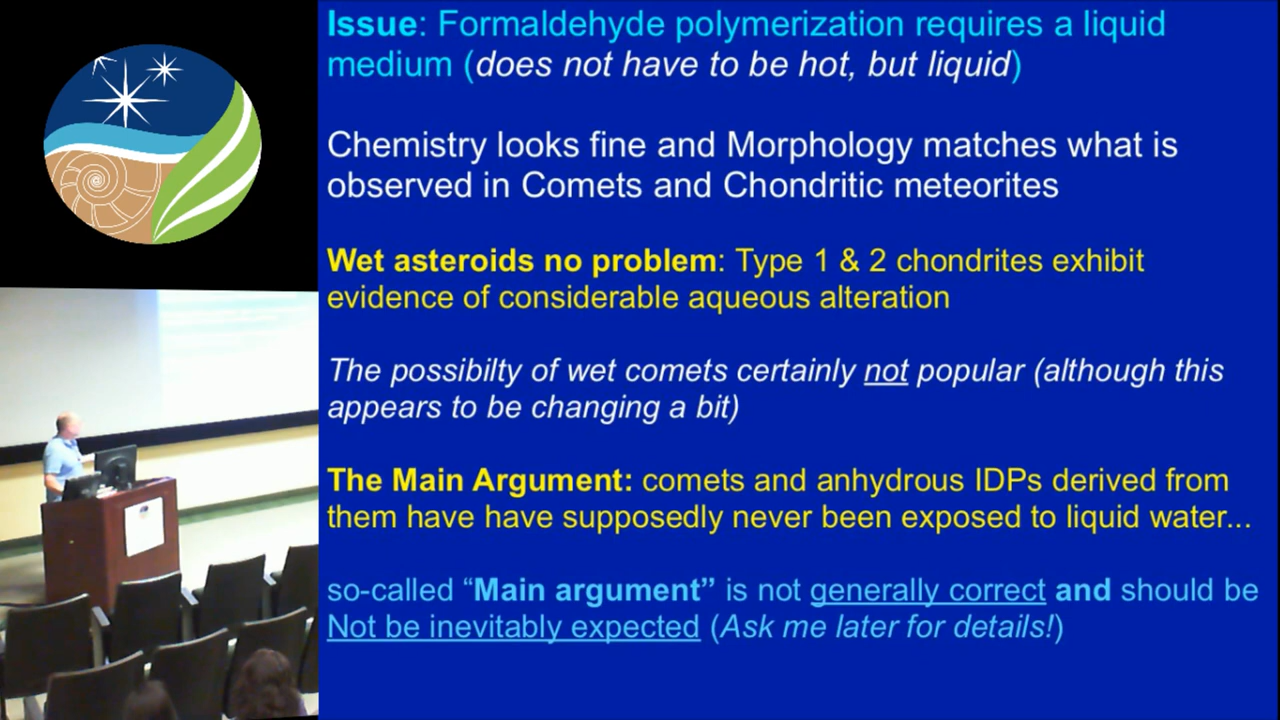 Issue: Formaldehyde polymerization requires a liquid
medium (does not have to be hot, but liquid)
Chemistry looks fine and Morphology matches what is
observed in Comets and Chondritic meteorites
Wet asteroids no problem: Type 1 & 2 chondrites exhibit
evidence of considerable aqueous alteration
The possibilty of wet comets certainly not popular (although this
appears to be changing a bit)
The Main Argument: comets and anhydrous IDPs derived from
them have have supposedly never been exposed to liquid water...
so-called “Main argument” is not generally correct and should be
Not be inevitably expected (Ask me later for details!)